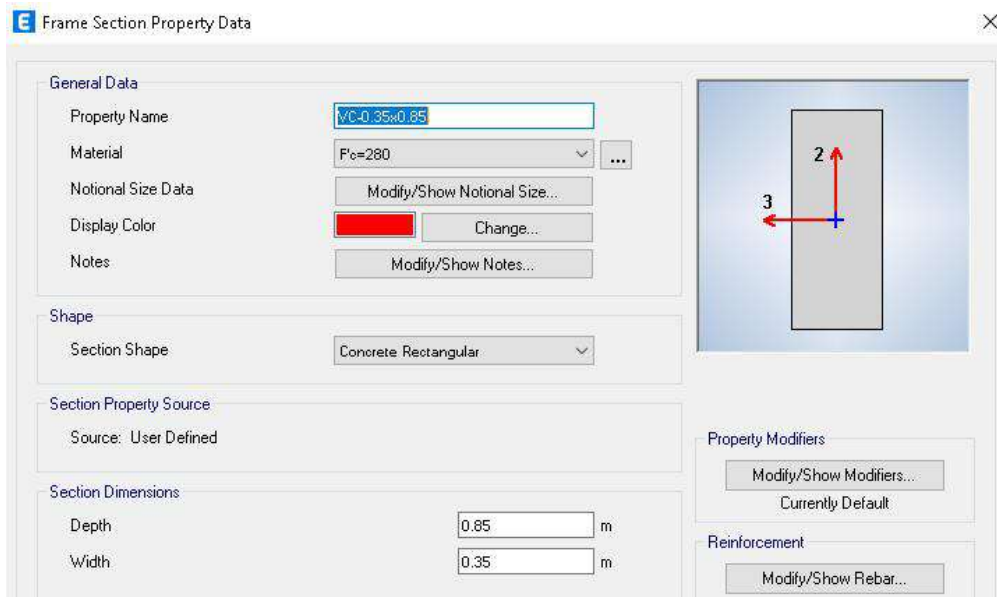 E Frame Section Property Data
General Data
Property Name VC-0.35x0.85
Material F'c=280 ...
Notional Size Data Modify/Show Notional Size...
Display Color Change...
Notes Modify/Show Notes...
2
3
Shape
Section Shape Concrete Rectangular
Section Property Source
Source: User Defined
Property Modifiers
Modify/Show Modifiers...
Currently Default
Section Dimensions
Depth 0.85 m
Width 0.35 m
Reinforcement
Modify/Show Rebar...